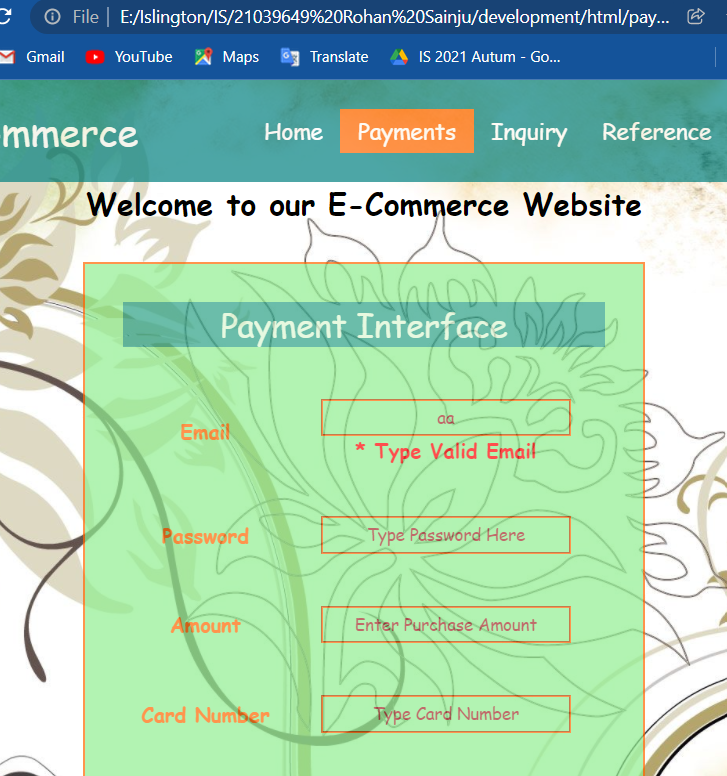 File | E:/Islington/IS/21039649%20Rohan%20Sainju/development/html/pay...
Gmail YouTube Maps Translate IS 2021 Autum - Go...
mmerce Home Payments Inquiry Reference
Welcome to our E-Commerce Website
Payment Interface
Email aa
* Type Valid Email
Password Type Password Here
Amount Enter Purchase Amount
Card Number Type Card Number